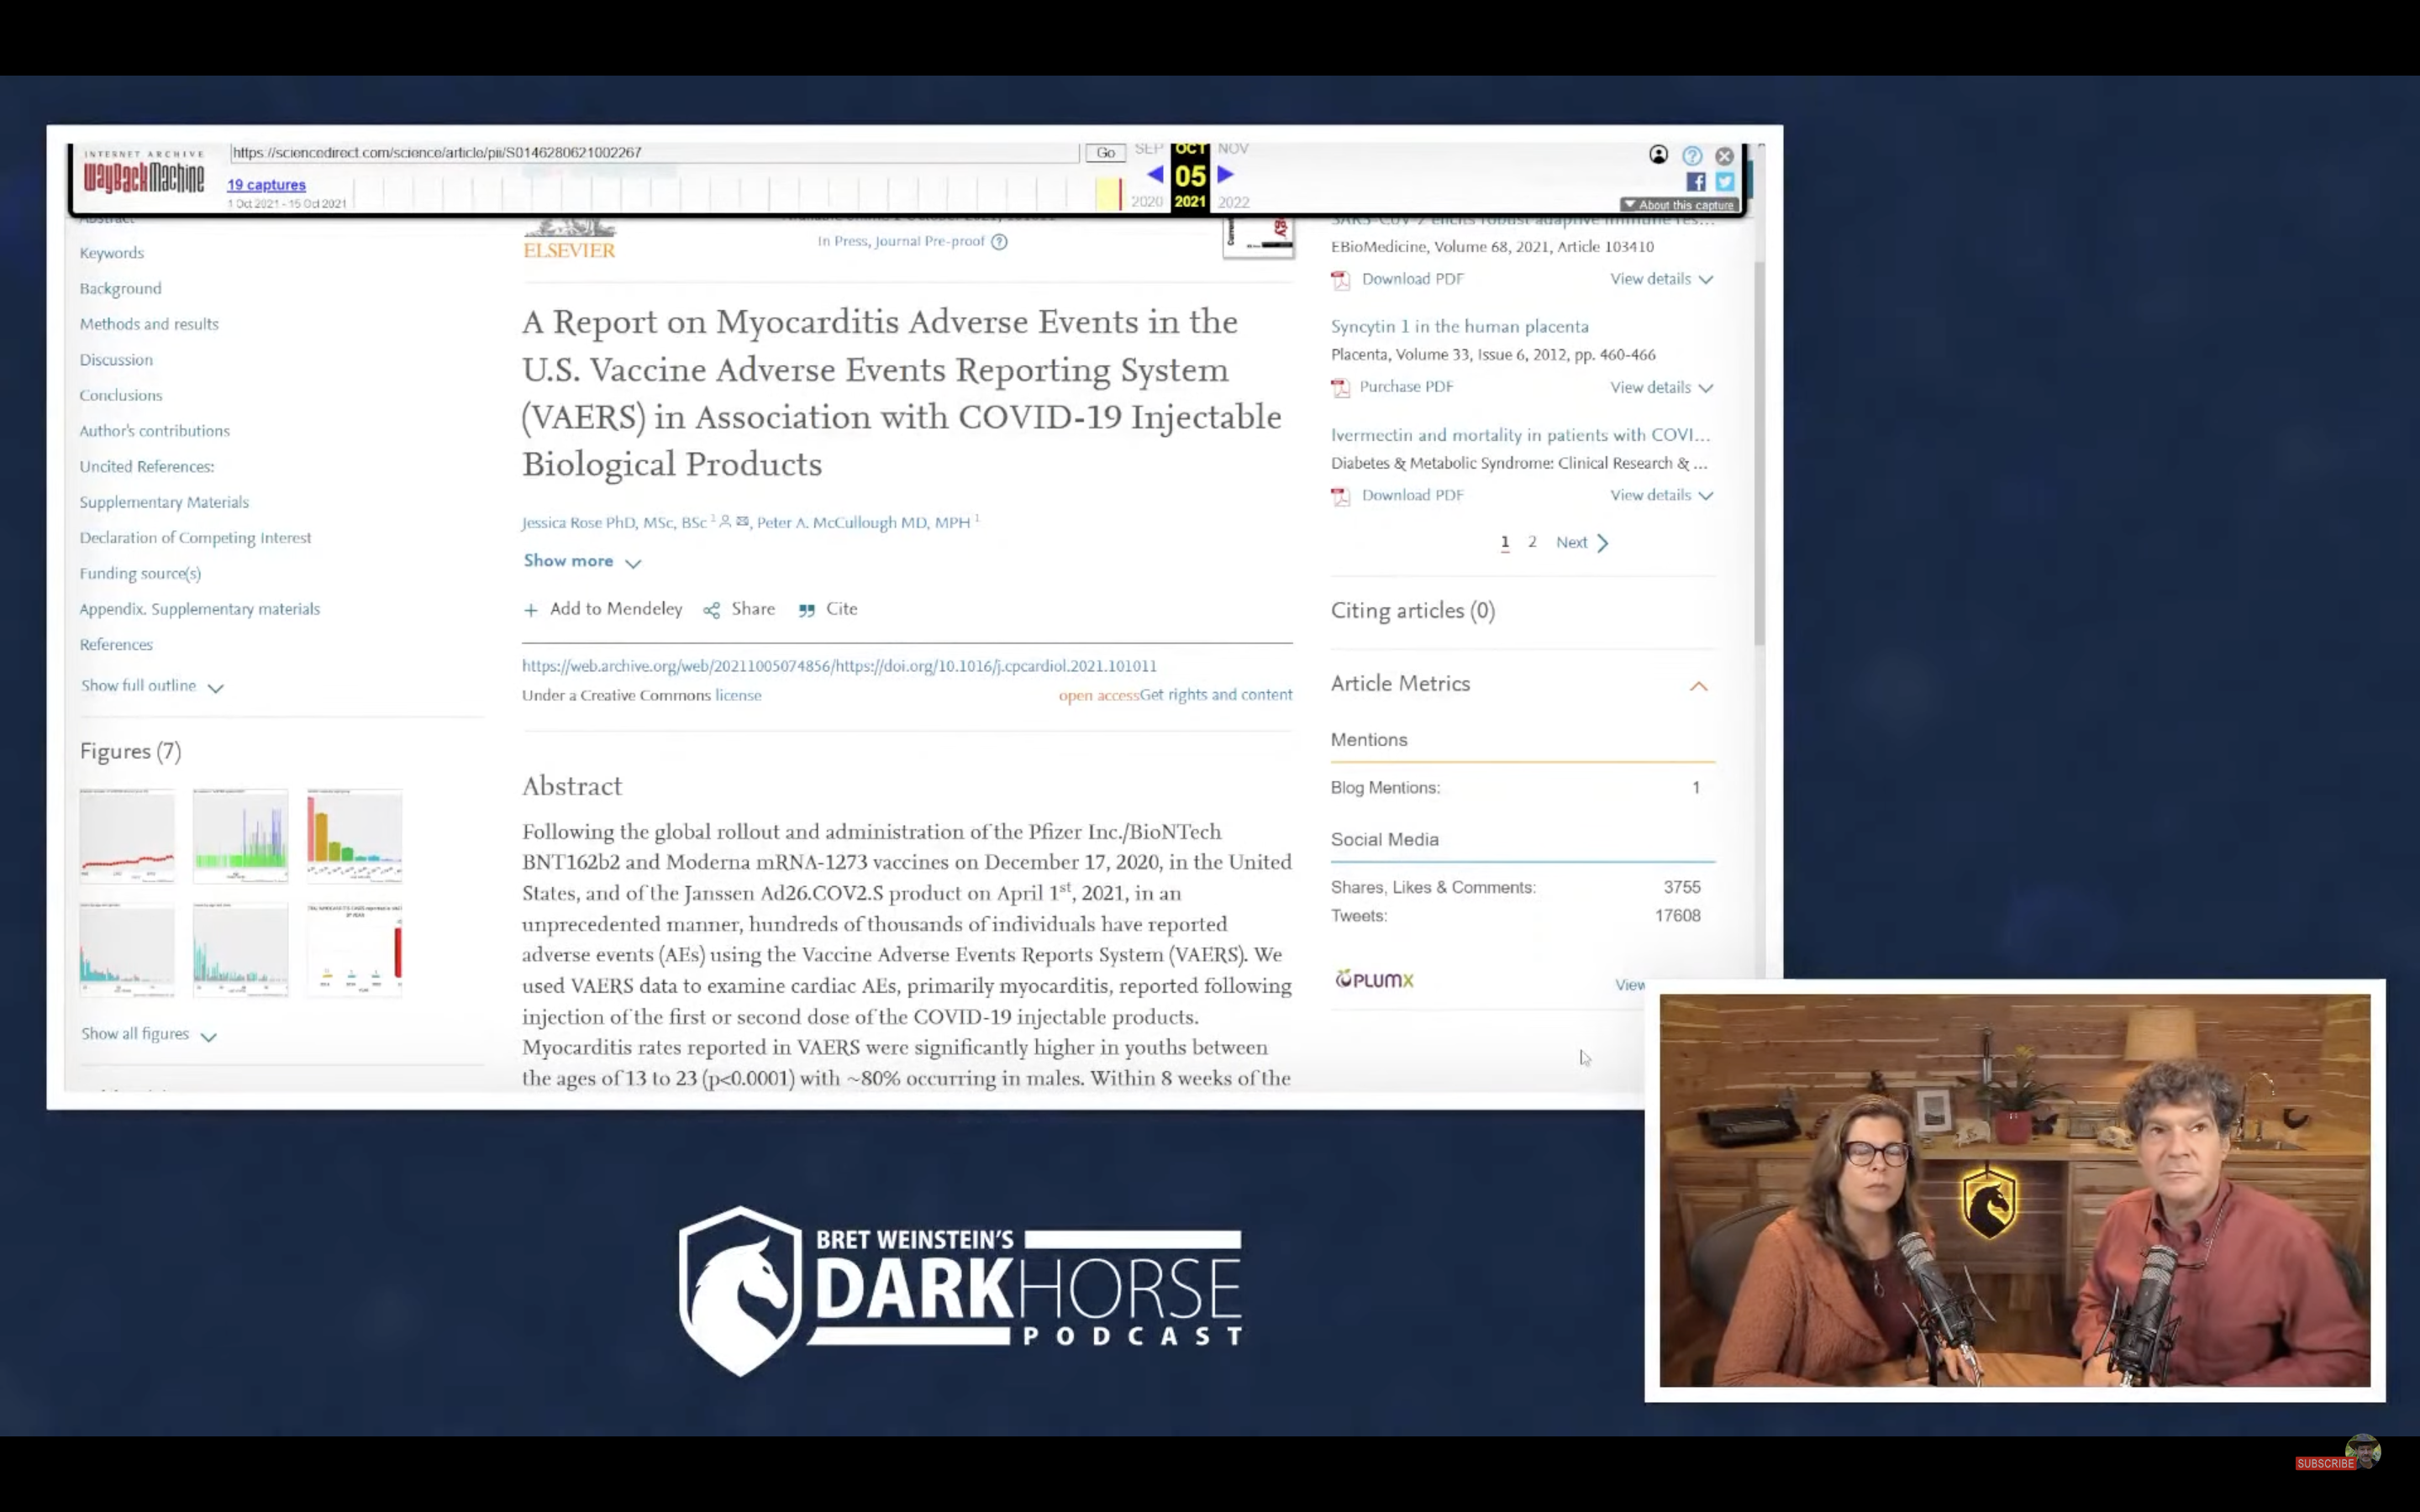 INTERNET ARCHIVE
WayBackMachine
https://sciencedirect.com/science/article/pii/S0146280621002267
Go
SEP OCT NOV
05
2020 2021 2022
19 captures
1 Oct 2021 - 15 Oct 2021
About this capture
Abstract
Keywords
Background
Methods and results
Discussion
Conclusions
Author's contributions
Uncited References:
Supplementary Materials
Declaration of Competing Interest
Funding source(s)
Appendix. Supplementary materials
References
Show full outline
Figures (7)
Show all figures
ELSEVIER
In Press, Journal Pre-proof
A Report on Myocarditis Adverse Events in the
U.S. Vaccine Adverse Events Reporting System
(VAERS) in Association with COVID-19 Injectable
Biological Products
Jessica Rose PhD, MSc, BSc 1, Peter A. McCullough MD, MPH 1
Show more
+ Add to Mendeley Share Cite
https://web.archive.org/web/20211005074856/https://doi.org/10.1016/j.cpcardiol.2021.101011
Under a Creative Commons license open accessGet rights and content
Abstract
Following the global rollout and administration of the Pfizer Inc./BioNTech
BNT162b2 and Moderna mRNA-1273 vaccines on December 17, 2020, in the United
States, and of the Janssen Ad26.COV2.S product on April 1st, 2021, in an
unprecedented manner, hundreds of thousands of individuals have reported
adverse events (AEs) using the Vaccine Adverse Events Reports System (VAERS). We
used VAERS data to examine cardiac AEs, primarily myocarditis, reported following
injection of the first or second dose of the COVID-19 injectable products.
Myocarditis rates reported in VAERS were significantly higher in youths between
the ages of 13 to 23 (p<0.0001) with ~80% occurring in males. Within 8 weeks of the
SARS-CoV-2 elicits robust adaptive immune res...
EBioMedicine, Volume 68, 2021, Article 103410
Download PDF View details
Syncytin 1 in the human placenta
Placenta, Volume 33, Issue 6, 2012, pp. 460-466
Purchase PDF View details
Ivermectin and mortality in patients with COVI...
Diabetes & Metabolic Syndrome: Clinical Research & ...
Download PDF View details
1 2 Next
Citing articles (0)
Article Metrics
Mentions
Blog Mentions: 1
Social Media
Shares, Likes & Comments: 3755
Tweets: 17608
PLUMX
View
BRET WEINSTEIN'S
DARKHORSE
PODCAST
SUBSCRIBE